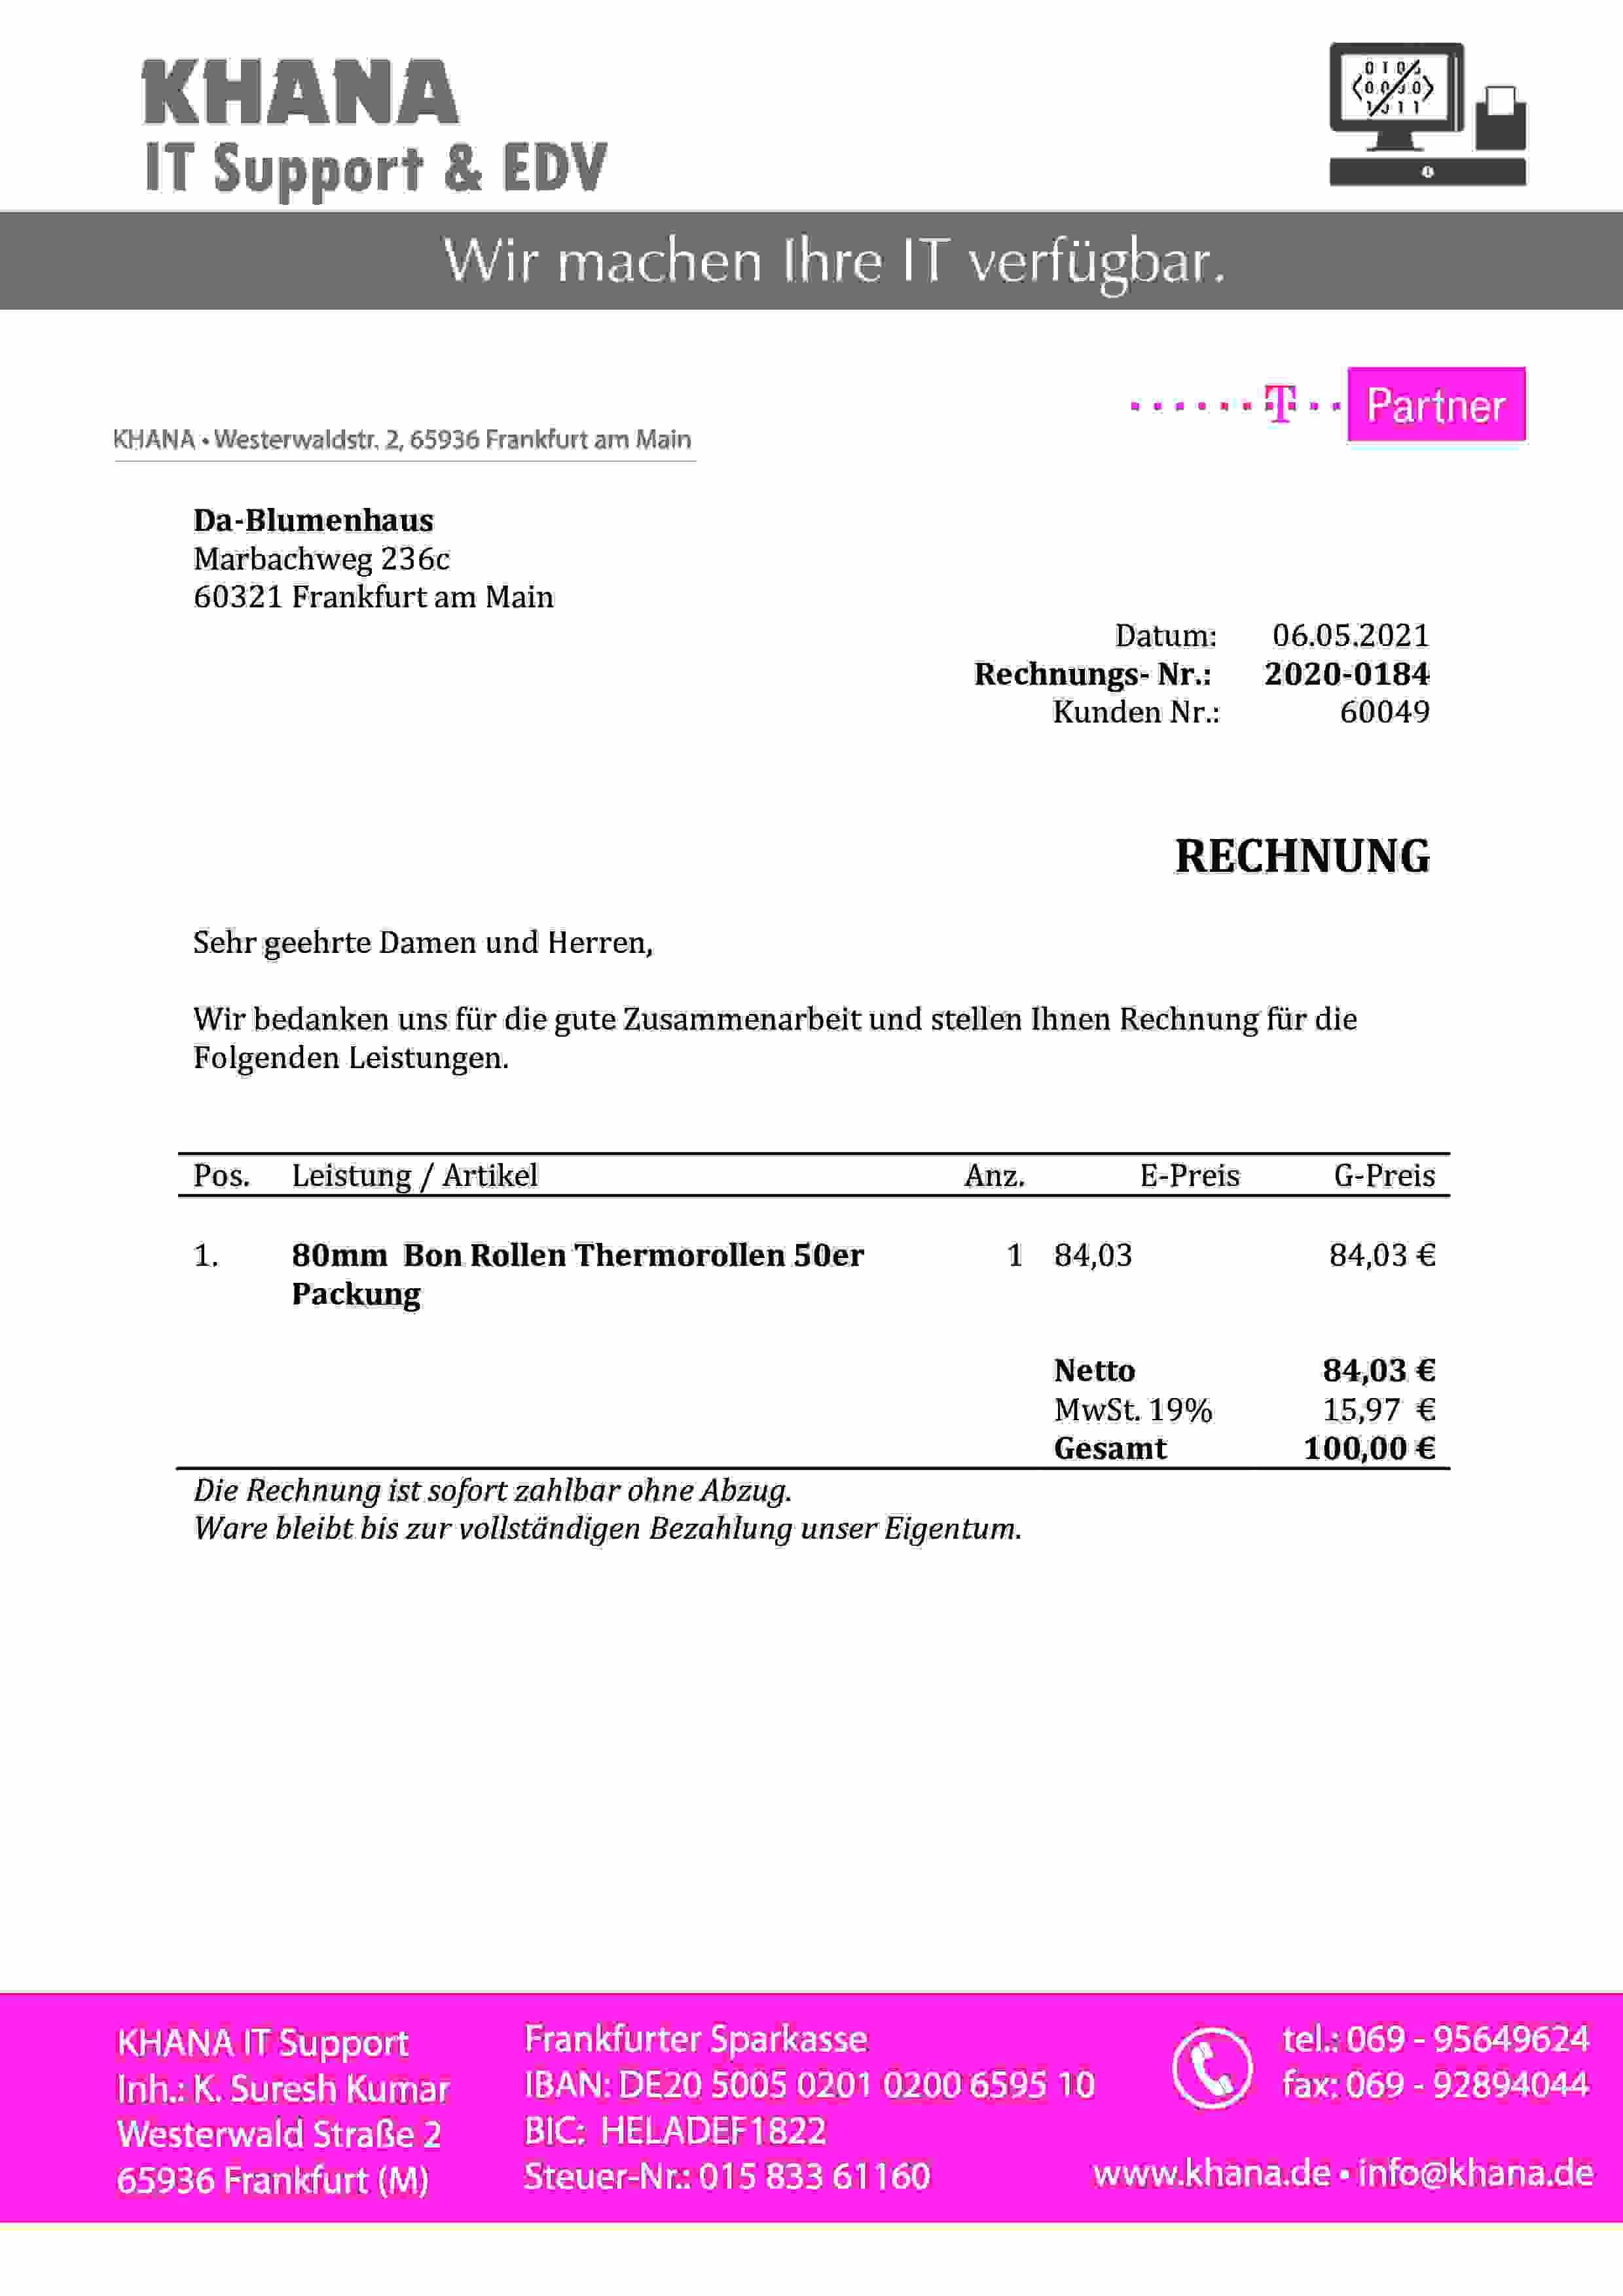 KHANA
IT Support & EDV
Wir machen Ihre IT verfügbar.
T Partner
KHANA • Westerwaldstr. 2, 65936 Frankfurt am Main
Da-Blumenhaus
Marbachweg 236c
60321 Frankfurt am Main
Datum: 06.05.2021
Rechnungs- Nr.: 2020-0184
Kunden Nr.: 60049
RECHNUNG
Sehr geehrte Damen und Herren,
Wir bedanken uns für die gute Zusammenarbeit und stellen Ihnen Rechnung für die
Folgenden Leistungen.
Pos. Leistung / Artikel Anz. E-Preis G-Preis
1. 80mm Bon Rollen Thermorollen 50er 1 84,03 84,03 €
Packung
Netto 84,03 €
MwSt. 19% 15,97 €
Gesamt 100,00 €
Die Rechnung ist sofort zahlbar ohne Abzug.
Ware bleibt bis zur vollständigen Bezahlung unser Eigentum.
KHANA IT Support
Inh.: K. Suresh Kumar
Westerwald Straße 2
65936 Frankfurt (M)
Frankfurter Sparkasse
IBAN: DE20 5005 0201 0200 6595 10
BIC: HELADEF1822
Steuer-Nr.: 015 833 61160
tel.: 069 - 95649624
fax: 069 - 92894044
www.khana.de • info@khana.de